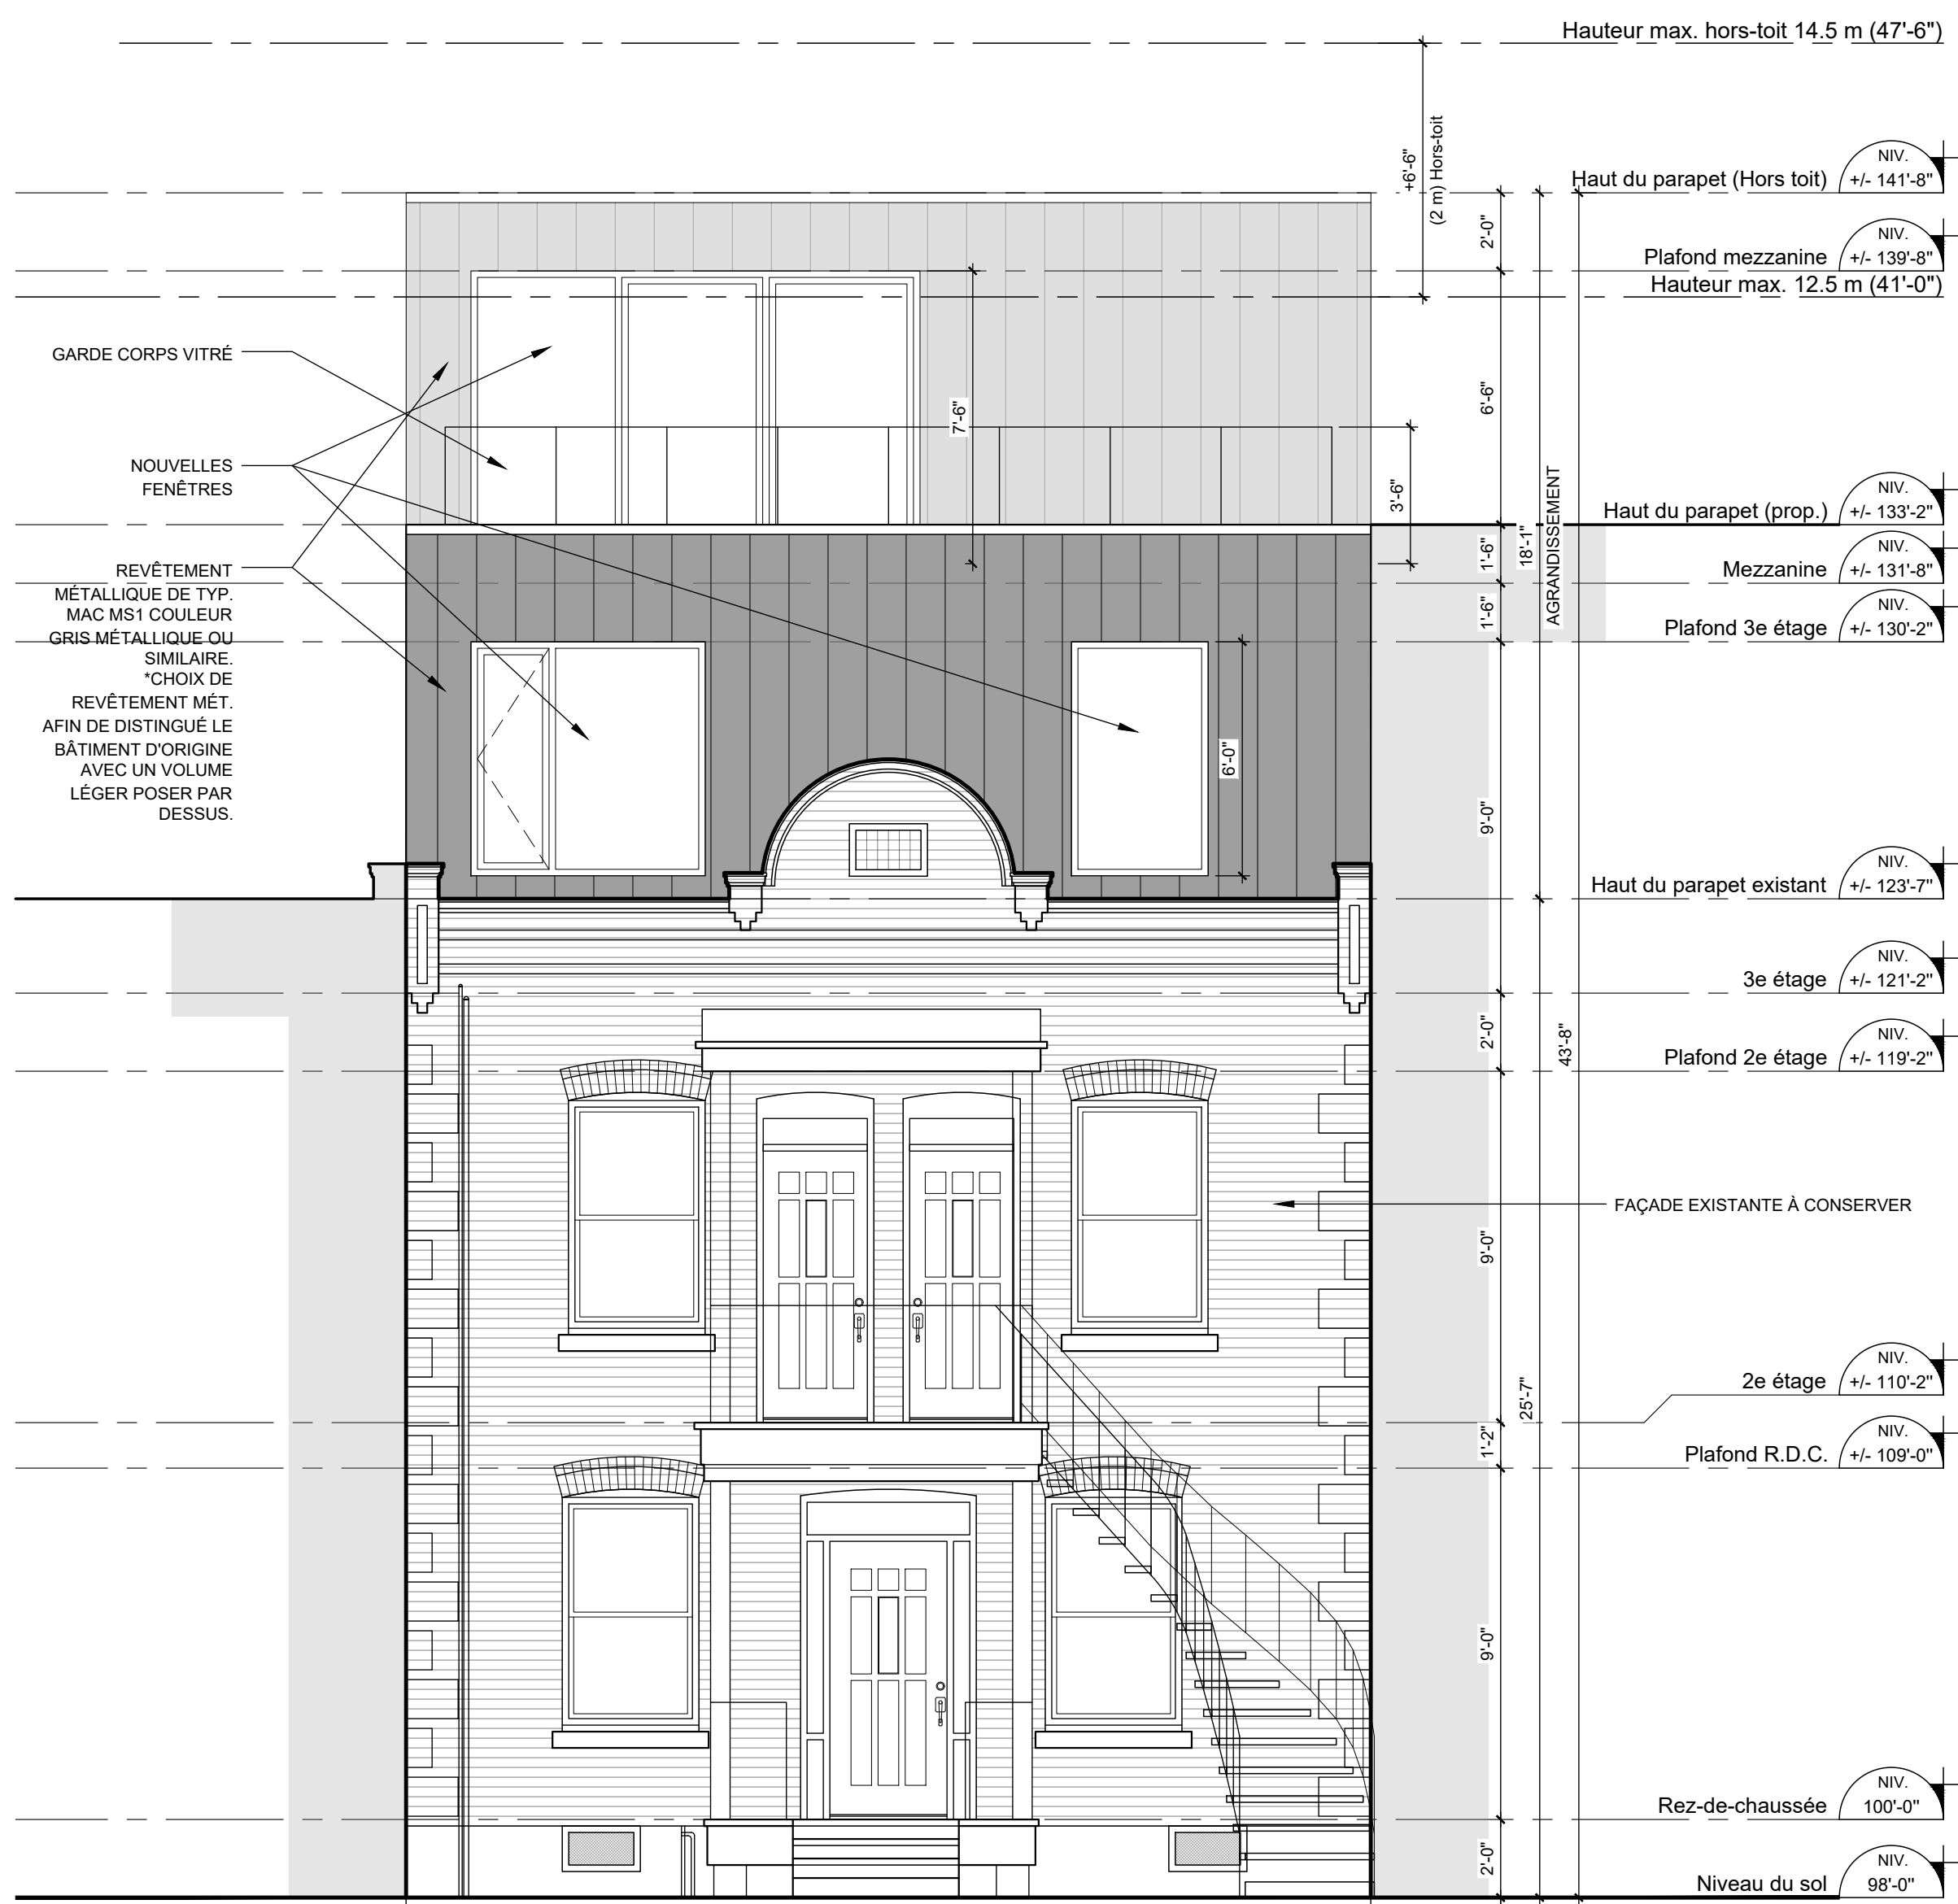 Hauteur max. hors-toit 14.5 m (47'-6")
+6'-6"
(2 m) Hors-toit
Haut du parapet (Hors toit)
NIV.
+/- 141'-8"
2'-0"
Plafond mezzanine
NIV.
+/- 139'-8"
Hauteur max. 12.5 m (41'-0")
GARDE CORPS VITRÉ
NOUVELLES
FENÊTRES
REVÊTEMENT
MÉTALLIQUE DE TYP.
MAC MS1 COULEUR
GRIS MÉTALLIQUE OU
SIMILAIRE.
*CHOIX DE
REVÊTEMENT MÉT.
AFIN DE DISTINGUÉ LE
BÂTIMENT D'ORIGINE
AVEC UN VOLUME
LÉGER POSER PAR
DESSUS.
7'-6"
6'-6"
3'-6"
AGRANDISSEMENT
18'-1"
Haut du parapet (prop.)
NIV.
+/- 133'-2"
1'-6"
Mezzanine
NIV.
+/- 131'-8"
1'-6"
Plafond 3e étage
NIV.
+/- 130'-2"
6'-0"
9'-0"
Haut du parapet existant
NIV.
+/- 123'-7"
3e étage
NIV.
+/- 121'-2"
2'-0"
43'-8"
Plafond 2e étage
NIV.
+/- 119'-2"
FAÇADE EXISTANTE À CONSERVER
9'-0"
25'-7"
2e étage
NIV.
+/- 110'-2"
1'-2"
Plafond R.D.C.
NIV.
+/- 109'-0"
9'-0"
Rez-de-chaussée
NIV.
100'-0"
2'-0"
Niveau du sol
NIV.
98'-0"